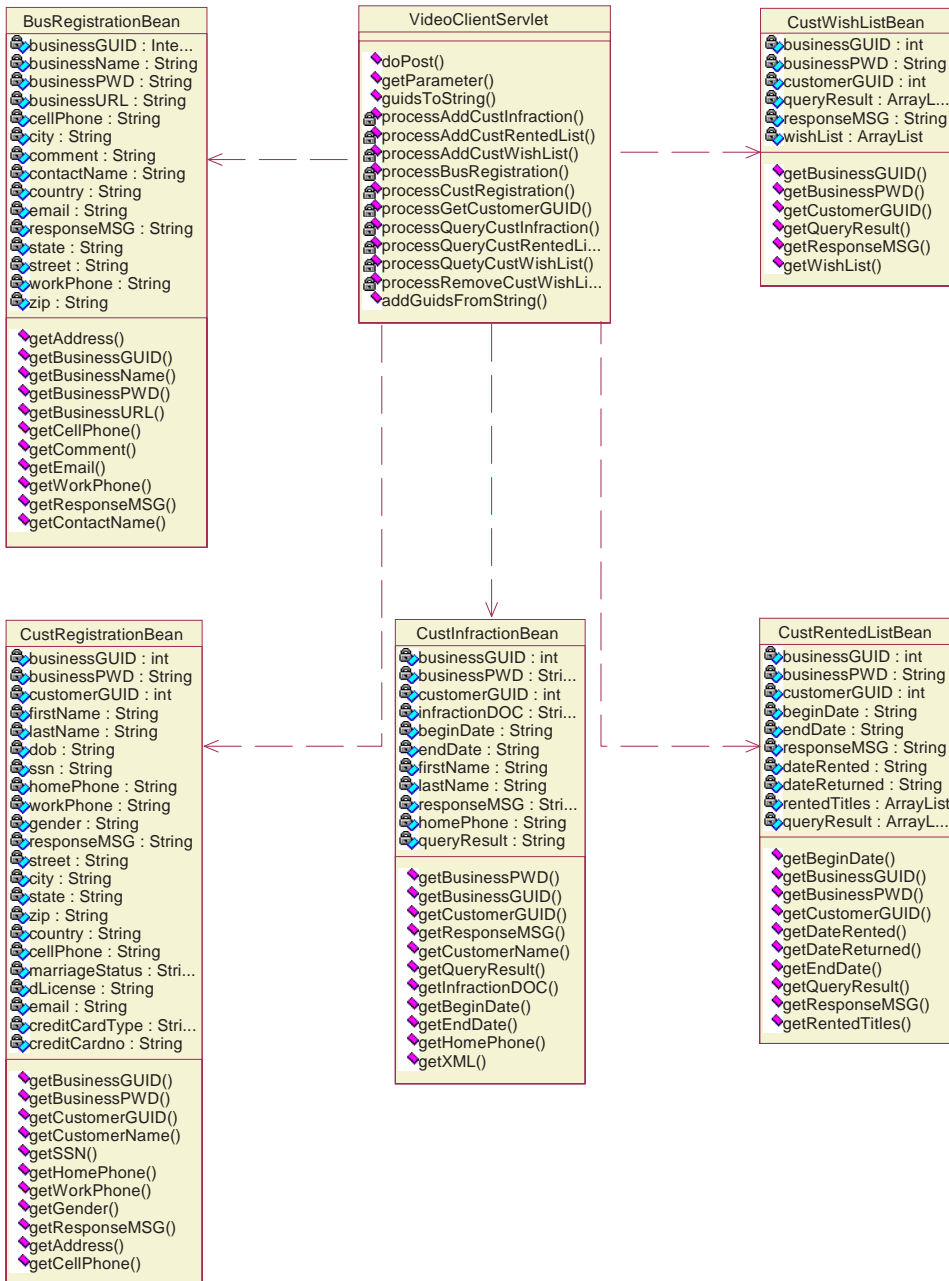 BusRegistrationBean
businessGUID : Inte...
businessName : String
businessPWD : String
businessURL : String
cellPhone : String
city : String
comment : String
contactName : String
country : String
email : String
responseMSG : String
state : String
street : String
workPhone : String
zip : String
getAddress()
getBusinessGUID()
getBusinessName()
getBusinessPWD()
getBusinessURL()
getCellPhone()
getComment()
getEmail()
getWorkPhone()
getResponseMSG()
getContactName()
VideoClientServlet
doPost()
getParameter()
guidsToString()
processAddCustInfraction()
processAddCustRentedList()
processAddCustWishList()
processBusRegistration()
processCustRegistration()
processGetCustomerGUID()
processQueryCustInfraction()
processQueryCustRentedLi...
processQuetyCustWishList()
processRemoveCustWishLi...
addGuidsFromString()
CustWishListBean
businessGUID : int
businessPWD : String
customerGUID : int
queryResult : ArrayL...
responseMSG : String
wishList : ArrayList
getBusinessGUID()
getBusinessPWD()
getCustomerGUID()
getQueryResult()
getResponseMSG()
getWishList()
CustRegistrationBean
businessGUID : int
businessPWD : String
customerGUID : int
firstName : String
lastName : String
dob : String
ssn : String
homePhone : String
workPhone : String
gender : String
responseMSG : String
street : String
city : String
state : String
zip : String
country : String
cellPhone : String
marriageStatus : Stri...
dLicense : String
email : String
creditCardType : Stri...
creditCardno : String
getBusinessGUID()
getBusinessPWD()
getCustomerGUID()
getCustomerName()
getSSN()
getHomePhone()
getWorkPhone()
getGender()
getResponseMSG()
getAddress()
getCellPhone()
CustInfractionBean
businessGUID : int
businessPWD : Stri...
customerGUID : int
infractionDOC : Stri...
beginDate : String
endDate : String
firstName : String
lastName : String
responseMSG : Stri...
homePhone : String
queryResult : String
getBusinessPWD()
getBusinessGUID()
getCustomerGUID()
getResponseMSG()
getCustomerName()
getQueryResult()
getInfractionDOC()
getBeginDate()
getEndDate()
getHomePhone()
getXML()
CustRentedListBean
businessGUID : int
businessPWD : String
customerGUID : int
beginDate : String
endDate : String
responseMSG : String
dateRented : String
dateReturned : String
rentedTitles : ArrayList
queryResult : ArrayL...
getBeginDate()
getBusinessGUID()
getBusinessPWD()
getCustomerGUID()
getDateRented()
getDateReturned()
getEndDate()
getQueryResult()
getResponseMSG()
getRentedTitles()